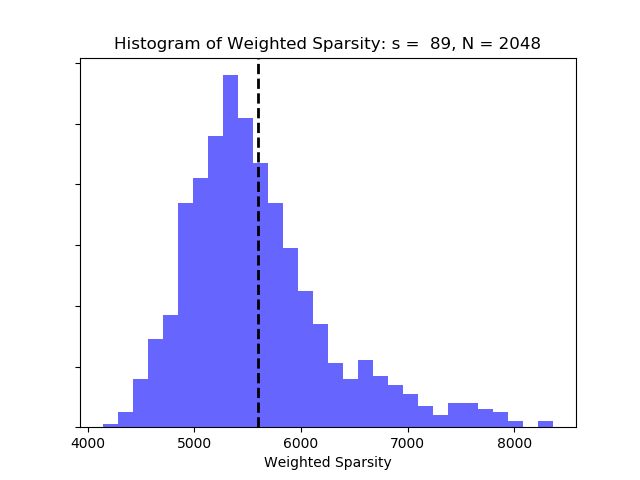 Histogram of Weighted Sparsity: s =  89, N = 2048
4000 5000 6000 7000 8000
Weighted Sparsity